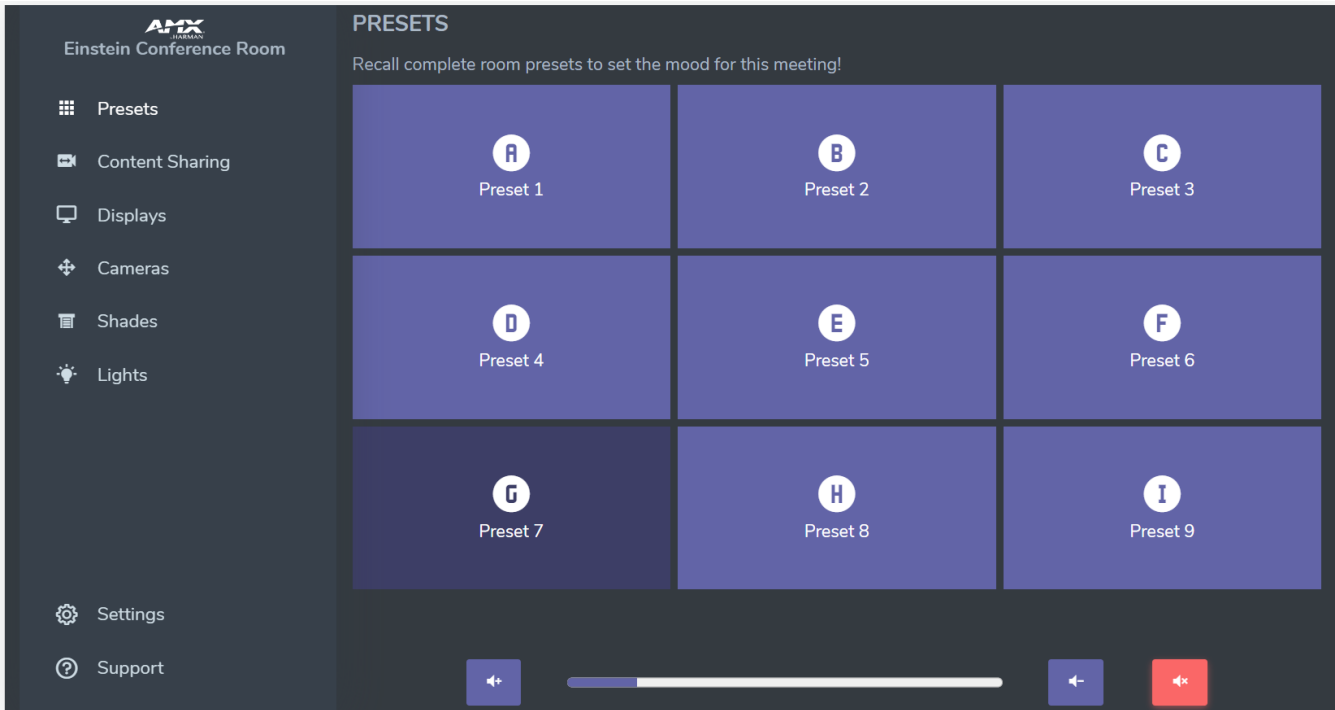 AMX
HARMAN
Einstein Conference Room
Presets
Content Sharing
Displays
Cameras
Shades
Lights
Settings
Support
PRESETS
Recall complete room presets to set the mood for this meeting!
A
Preset 1
B
Preset 2
C
Preset 3
D
Preset 4
E
Preset 5
F
Preset 6
G
Preset 7
H
Preset 8
I
Preset 9